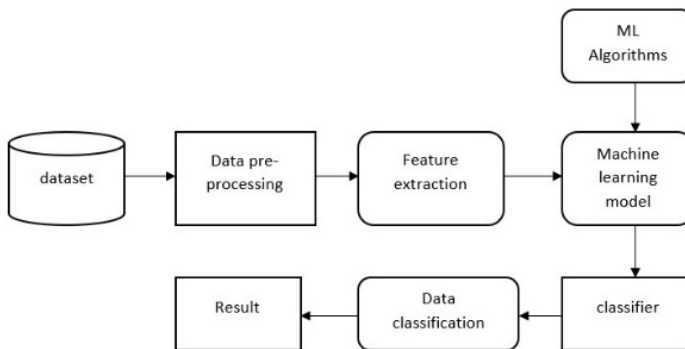 ML
Algorithms
dataset
Data pre-
processing
Feature
extraction
Machine
learning
model
Result
Data
classification
classifier